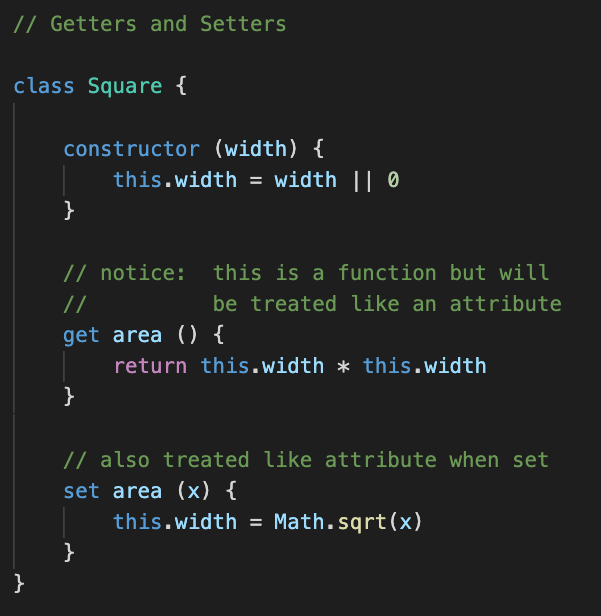 // Getters and Setters
class Square {
    constructor (width) {
        this.width = width || 0
    }
    // notice:  this is a function but will
    //          be treated like an attribute
    get area () {
        return this.width * this.width
    }
    // also treated like attribute when set
    set area (x) {
        this.width = Math.sqrt(x)
    }
}